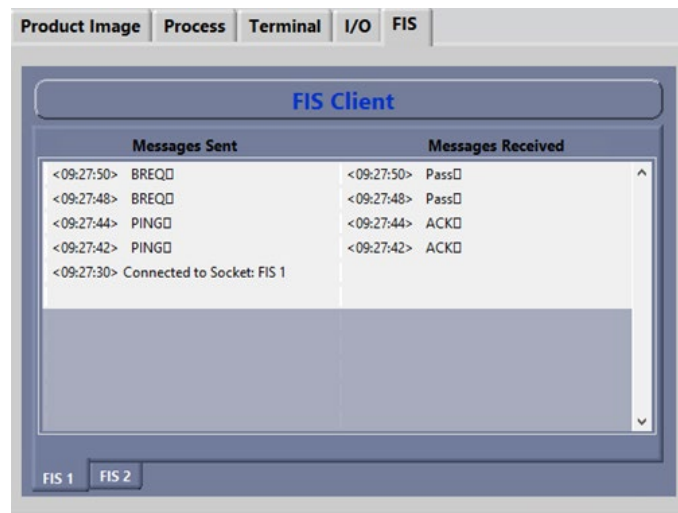 Product Image Process Terminal I/O FIS
FIS Client
Messages Sent Messages Received
<09:27:50> BREQ□ <09:27:50> Pass□
<09:27:48> BREQ□ <09:27:48> Pass□
<09:27:44> PING□ <09:27:44> ACK□
<09:27:42> PING□ <09:27:42> ACK□
<09:27:30> Connected to Socket: FIS 1
FIS 1 FIS 2